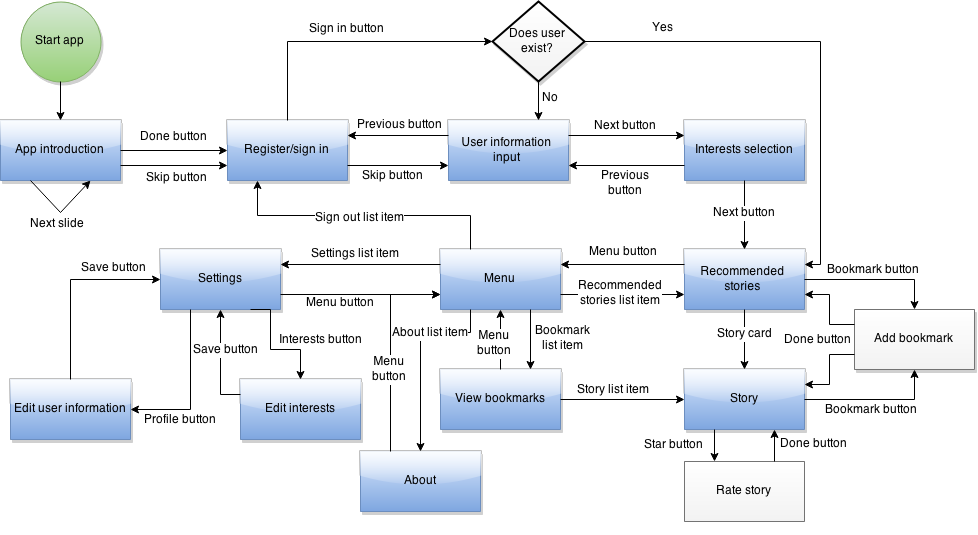 Start app
Sign in button
Does user
exist?
Yes
No
App introduction
Done button
Skip button
Next slide
Register/sign in
Previous button
Skip button
User information
input
Next button
Previous
button
Interests selection
Next button
Sign out list item
Save button
Settings
Settings list item
Menu button
Menu
Menu button
Recommended
stories list item
Recommended
stories
Bookmark button
Add bookmark
Done button
Story card
Save button
Interests button
About list item
Menu
button
Menu
button
Bookmark
list item
Edit user information
Profile button
Edit interests
View bookmarks
Story list item
Story
Bookmark button
Star button
Done button
About
Rate story